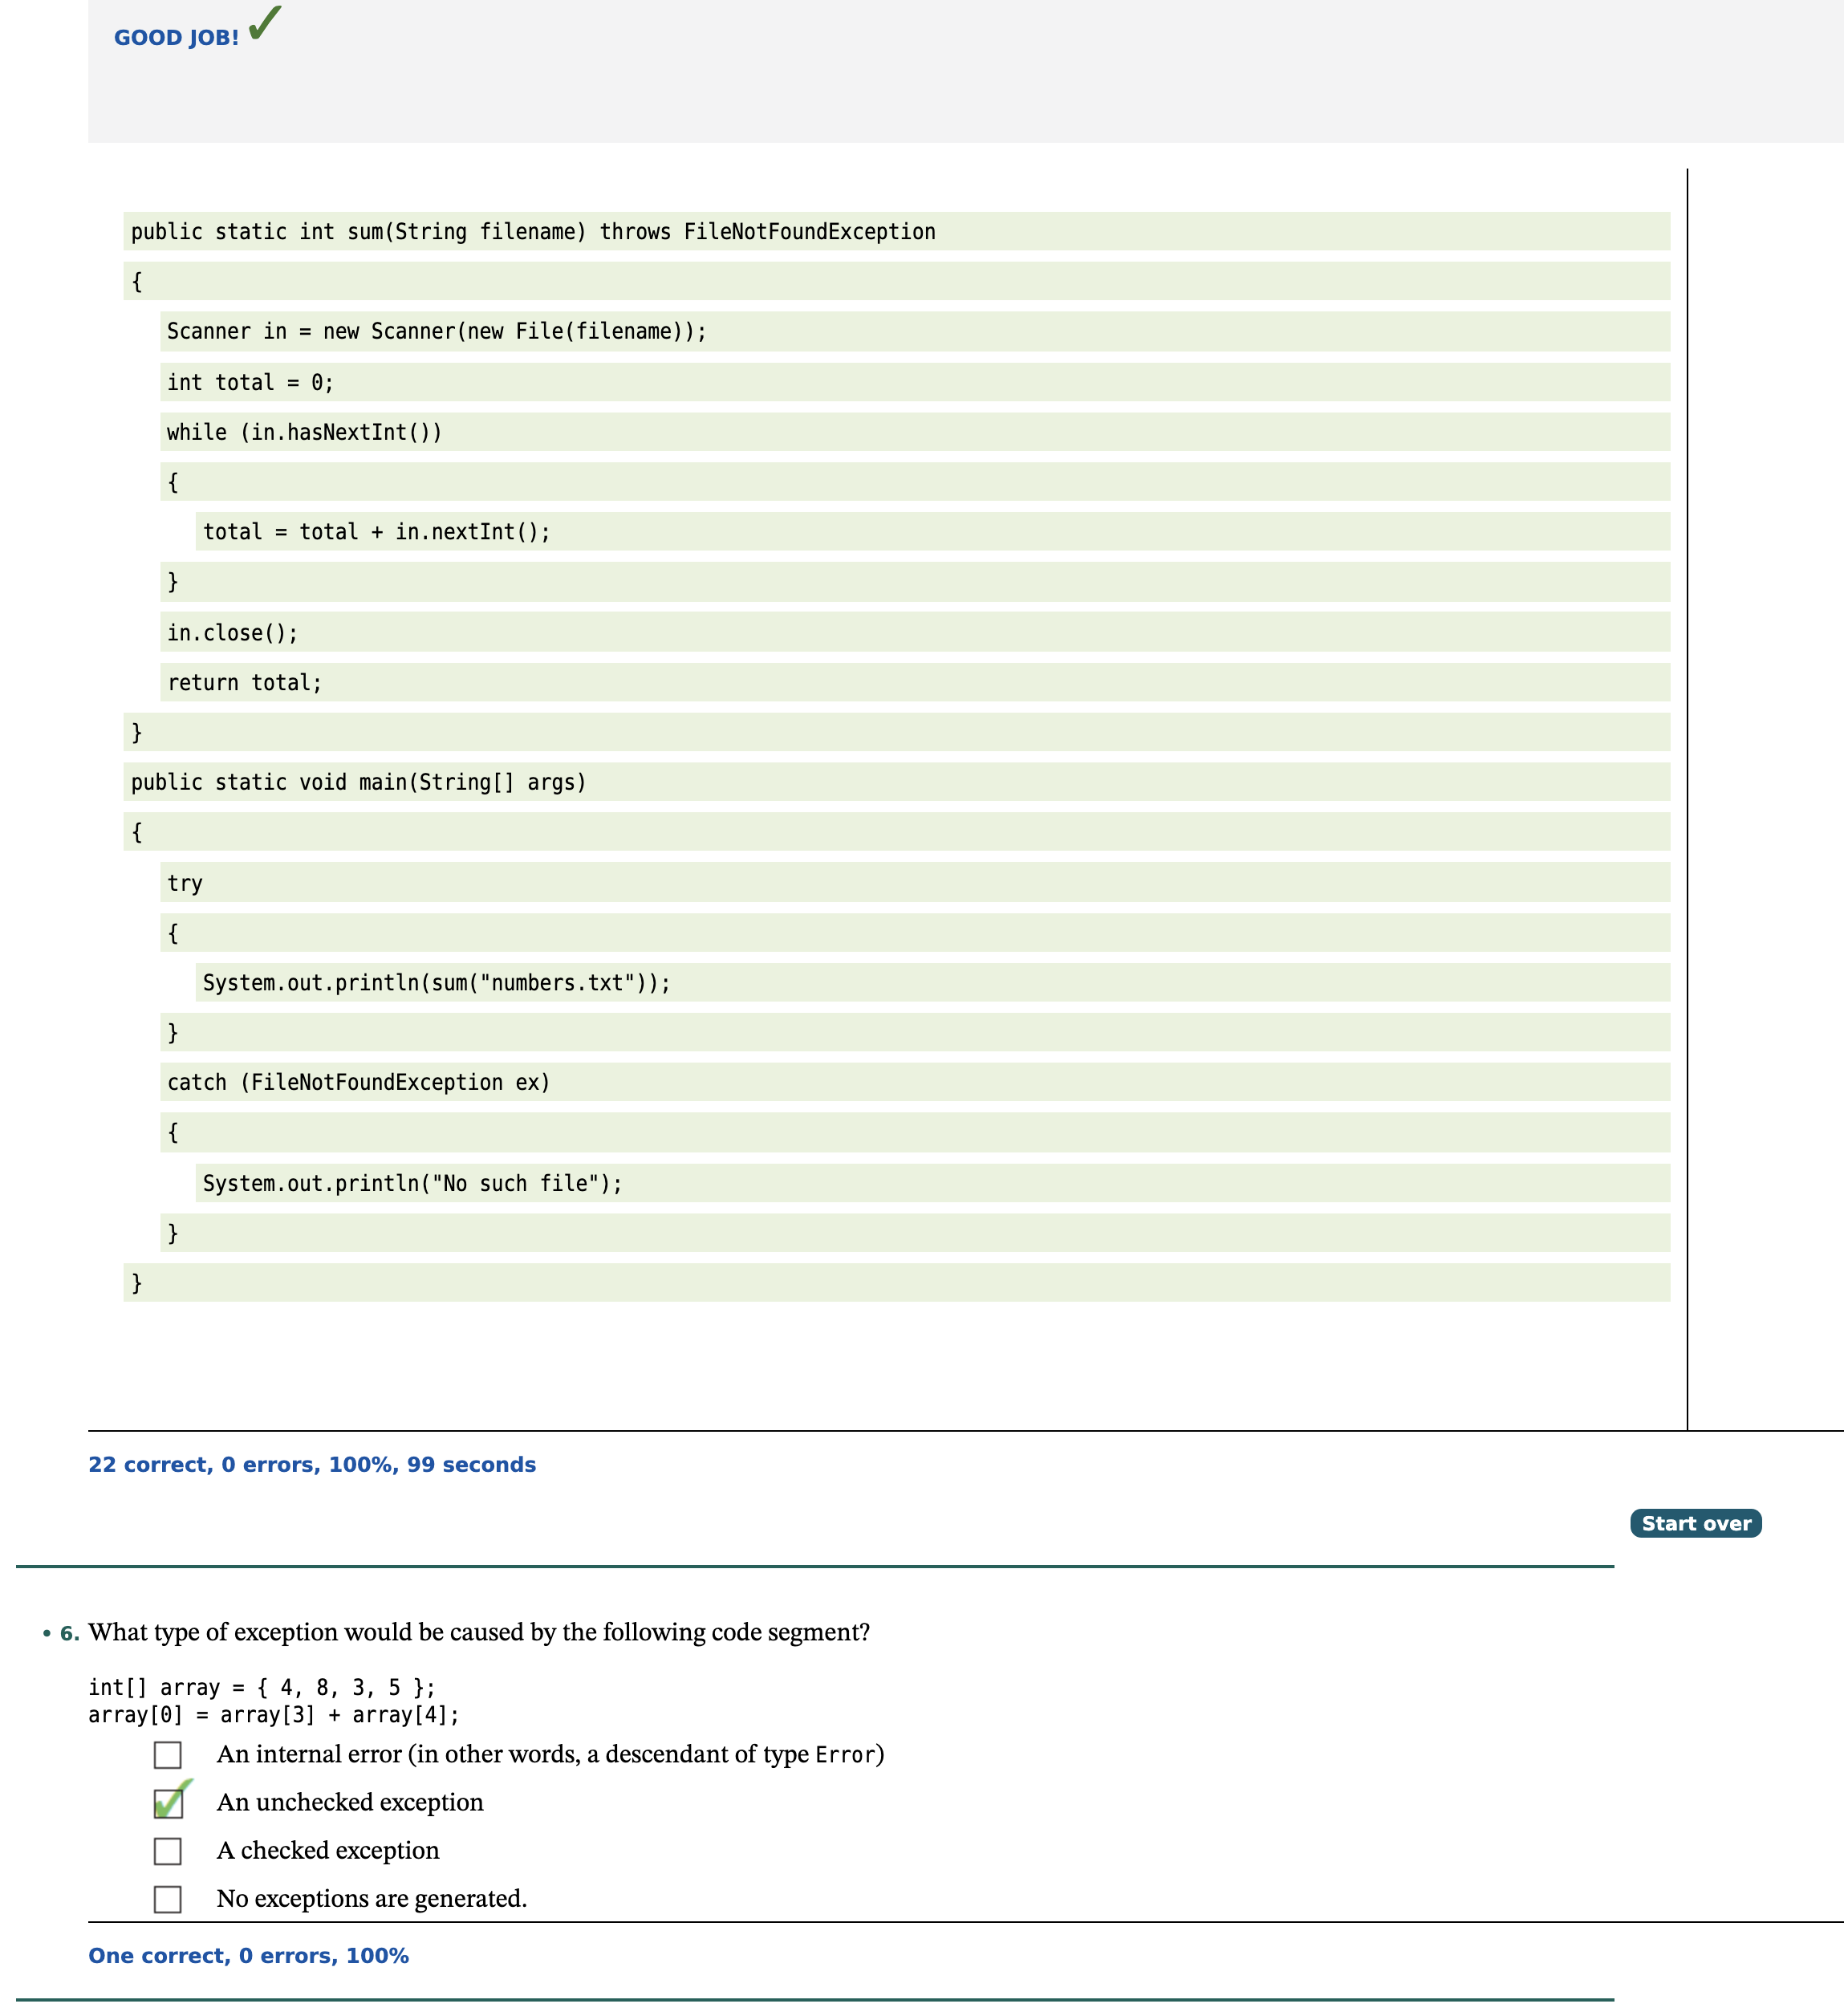 GOOD JOB!
public static int sum(String filename) throws FileNotFoundException
{
Scanner in = new Scanner(new File(filename));
int total = 0;
while (in.hasNextInt())
{
total = total + in.nextInt();
}
in.close();
return total;
}
public static void main(String[] args)
{
try
{
System.out.println(sum("numbers.txt"));
}
catch (FileNotFoundException ex)
{
System.out.println("No such file");
}
}
22 correct, 0 errors, 100%, 99 seconds
Start over
• 6. What type of exception would be caused by the following code segment?
int[] array = { 4, 8, 3, 5 };
array[0] = array[3] + array[4];
An internal error (in other words, a descendant of type Error)
An unchecked exception
A checked exception
No exceptions are generated.
One correct, 0 errors, 100%